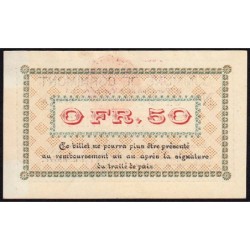 0 FR, 50
Ce billet ne pourra plus être présenté
au remboursement un an après la signature
du traité de paix